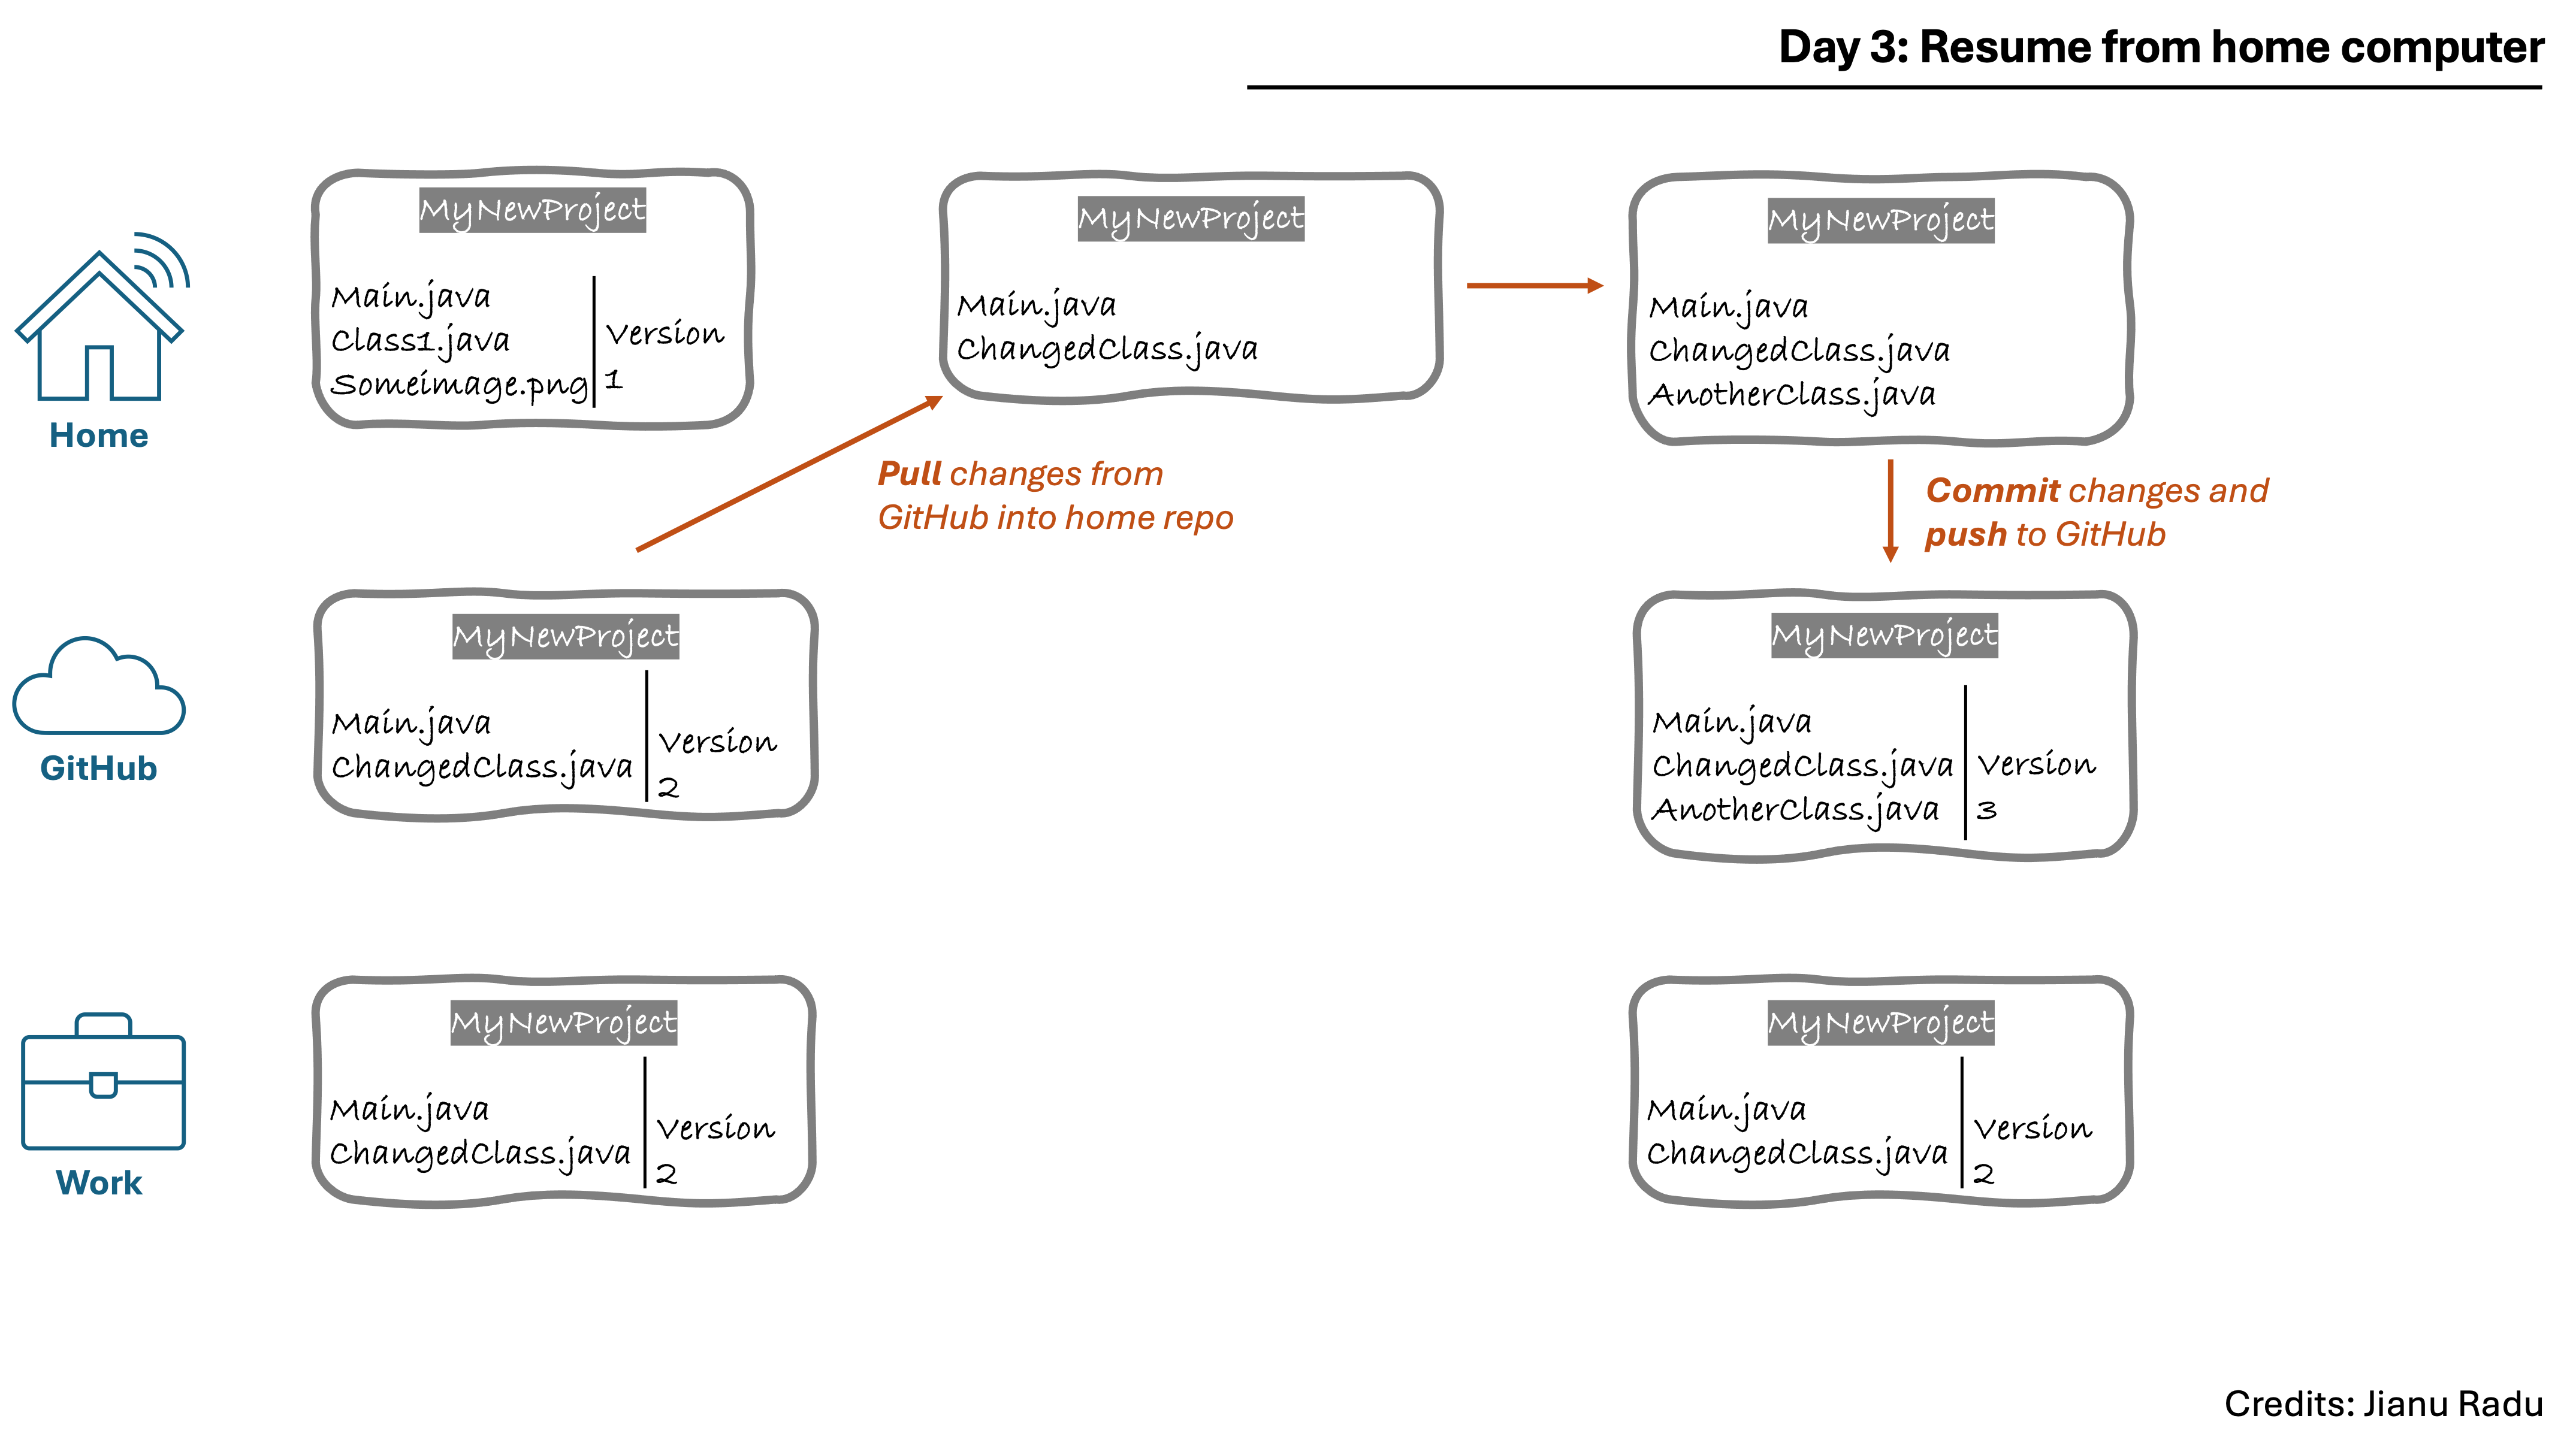 Day 3: Resume from home computer
Home
MyNewProject
Main.java
Class1.java
Someimage.png
Version
1
MyNewProject
Main.java
ChangedClass.java
MyNewProject
Main.java
ChangedClass.java
AnotherClass.java
Pull changes from
GitHub into home repo
Commit changes and
push to GitHub
GitHub
MyNewProject
Main.java
ChangedClass.java
Version
2
MyNewProject
Main.java
ChangedClass.java
AnotherClass.java
Version
3
Work
MyNewProject
Main.java
ChangedClass.java
Version
2
MyNewProject
Main.java
ChangedClass.java
Version
2
Credits: Jianu Radu